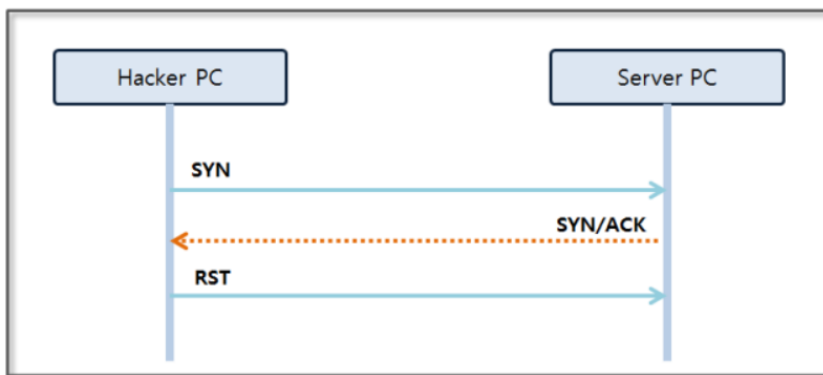 Hacker PC
Server PC
SYN
SYN/ACK
RST